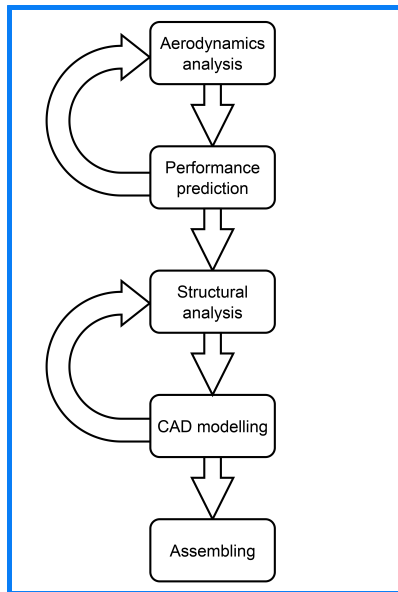 Aerodynamics
analysis
Performance
prediction
Structural
analysis
CAD modelling
Assembling